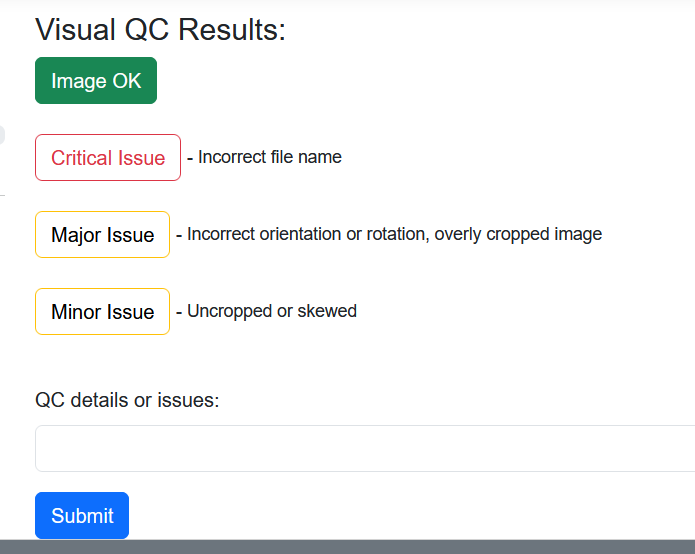 Visual QC Results:
Image OK
Critical Issue - Incorrect file name
Major Issue - Incorrect orientation or rotation, overly cropped image
Minor Issue - Uncropped or skewed
QC details or issues:
Submit